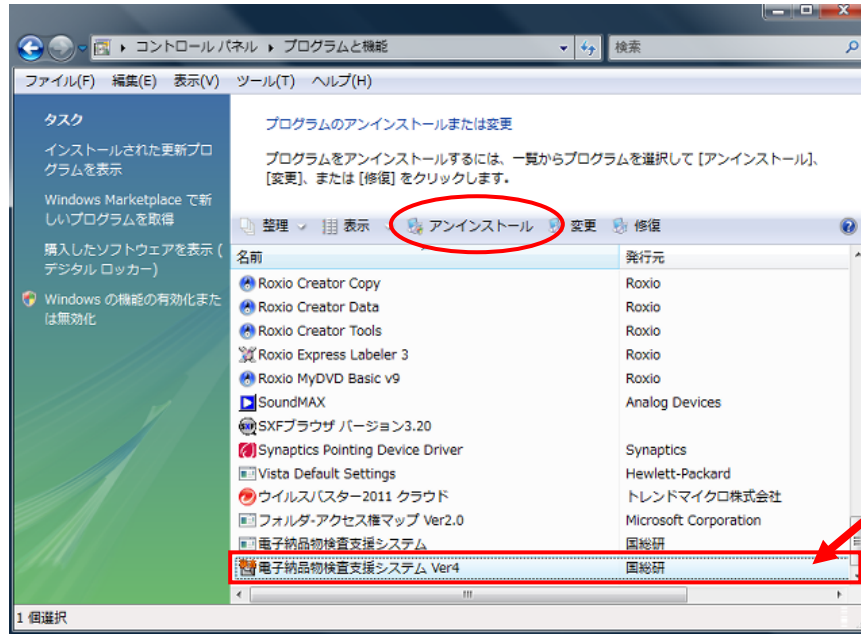 コントロール パネル ▸ プログラムと機能
検索
ファイル(F) 編集(E) 表示(V) ツール(T) ヘルプ(H)
タスク
インストールされた更新プロ
グラムを表示
Windows Marketplace で新
しいプログラムを取得
購入したソフトウェアを表示 (
デジタル ロッカー)
Windows の機能の有効化また
は無効化
プログラムのアンインストールまたは変更
プログラムをアンインストールするには、一覧からプログラムを選択して [アンインストール]、
[変更]、または [修復] をクリックします。
整理 表示 アンインストール 変更 修復
名前 発行元
Roxio Creator Copy Roxio
Roxio Creator Data Roxio
Roxio Creator Tools Roxio
Roxio Express Labeler 3 Roxio
Roxio MyDVD Basic v9 Roxio
SoundMAX Analog Devices
SXFブラウザ バージョン3.20
Synaptics Pointing Device Driver Synaptics
Vista Default Settings Hewlett-Packard
ウイルスバスター2011 クラウド トレンドマイクロ株式会社
フォルダ-アクセス権マップ Ver2.0 Microsoft Corporation
電子納品物検査支援システム 国総研
電子納品物検査支援システム Ver4 国総研
1 個選択